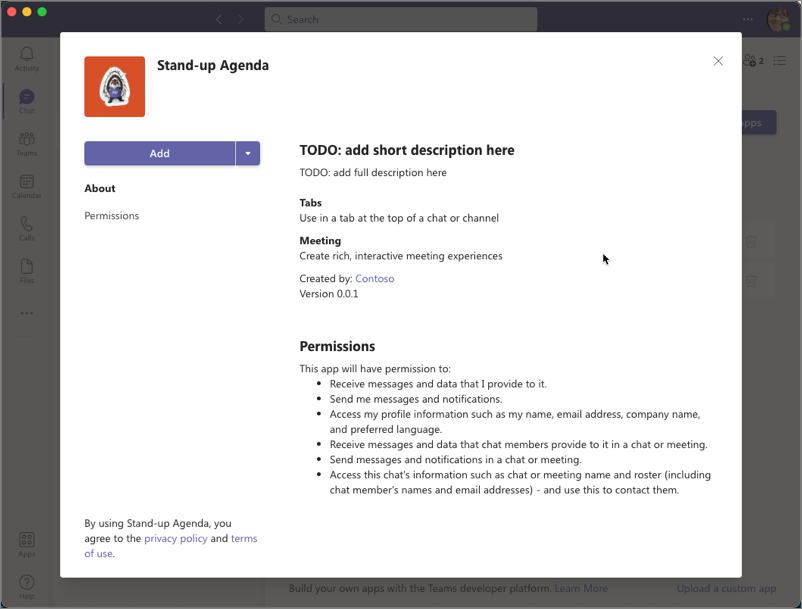 Search
Activity
Chat
Teams
Calendar
Calls
Files
Apps
Help
2
apps
Stand-up Agenda
Add
About
Permissions
By using Stand-up Agenda, you
agree to the privacy policy and terms
of use.
TODO: add short description here
TODO: add full description here
Tabs
Use in a tab at the top of a chat or channel
Meeting
Create rich, interactive meeting experiences
Created by: Contoso
Version 0.0.1
Permissions
This app will have permission to:
• Receive messages and data that I provide to it.
• Send me messages and notifications.
• Access my profile information such as my name, email address, company name,
and preferred language.
• Receive messages and data that chat members provide to it in a chat or meeting.
• Send messages and notifications in a chat or meeting.
• Access this chat's information such as chat or meeting name and roster (including
chat member's names and email addresses) - and use this to contact them.
Build your own apps with the Teams developer platform. Learn More
Upload a custom app